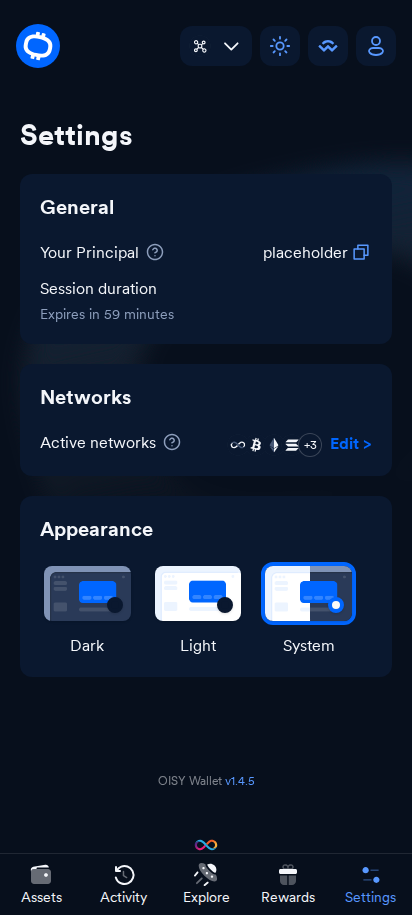 Settings
General
Your Principal placeholder
Session duration
Expires in 59 minutes
Networks
Active networks +3 Edit >
Appearance
Dark Light System
OISY Wallet v1.4.5
Assets Activity Explore Rewards Settings